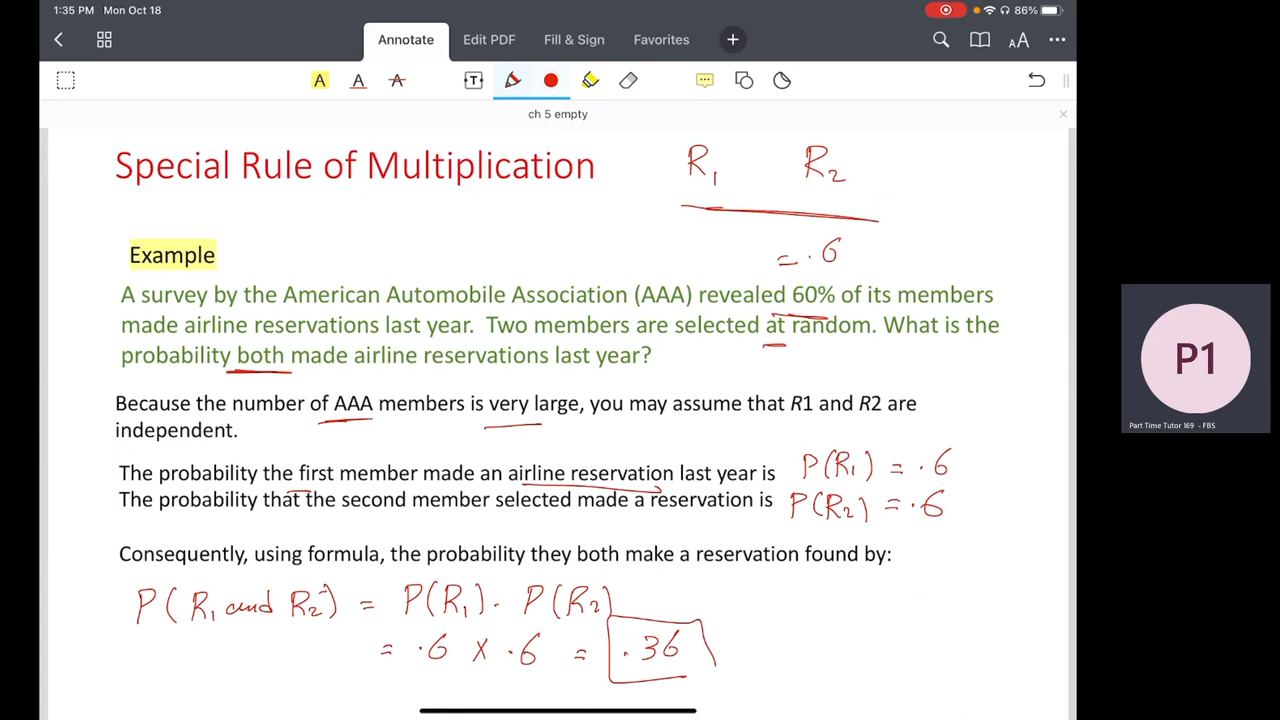 1:35 PM Mon Oct 18
86%
Annotate
Edit PDF
Fill & Sign
Favorites
AA
A
A
A
T
ch 5 empty
Special Rule of Multiplication
R1 R2
= .6
Example
A survey by the American Automobile Association (AAA) revealed 60% of its members
made airline reservations last year. Two members are selected at random. What is the
probability both made airline reservations last year?
Because the number of AAA members is very large, you may assume that R1 and R2 are
independent.
The probability the first member made an airline reservation last year is P(R1) = .6
The probability that the second member selected made a reservation is P(R2) = .6
Consequently, using formula, the probability they both make a reservation found by:
P(R1 and R2) = P(R1). P(R2)
= .6 X .6 = .36
P1
Part Time Tutor 169 - FBS